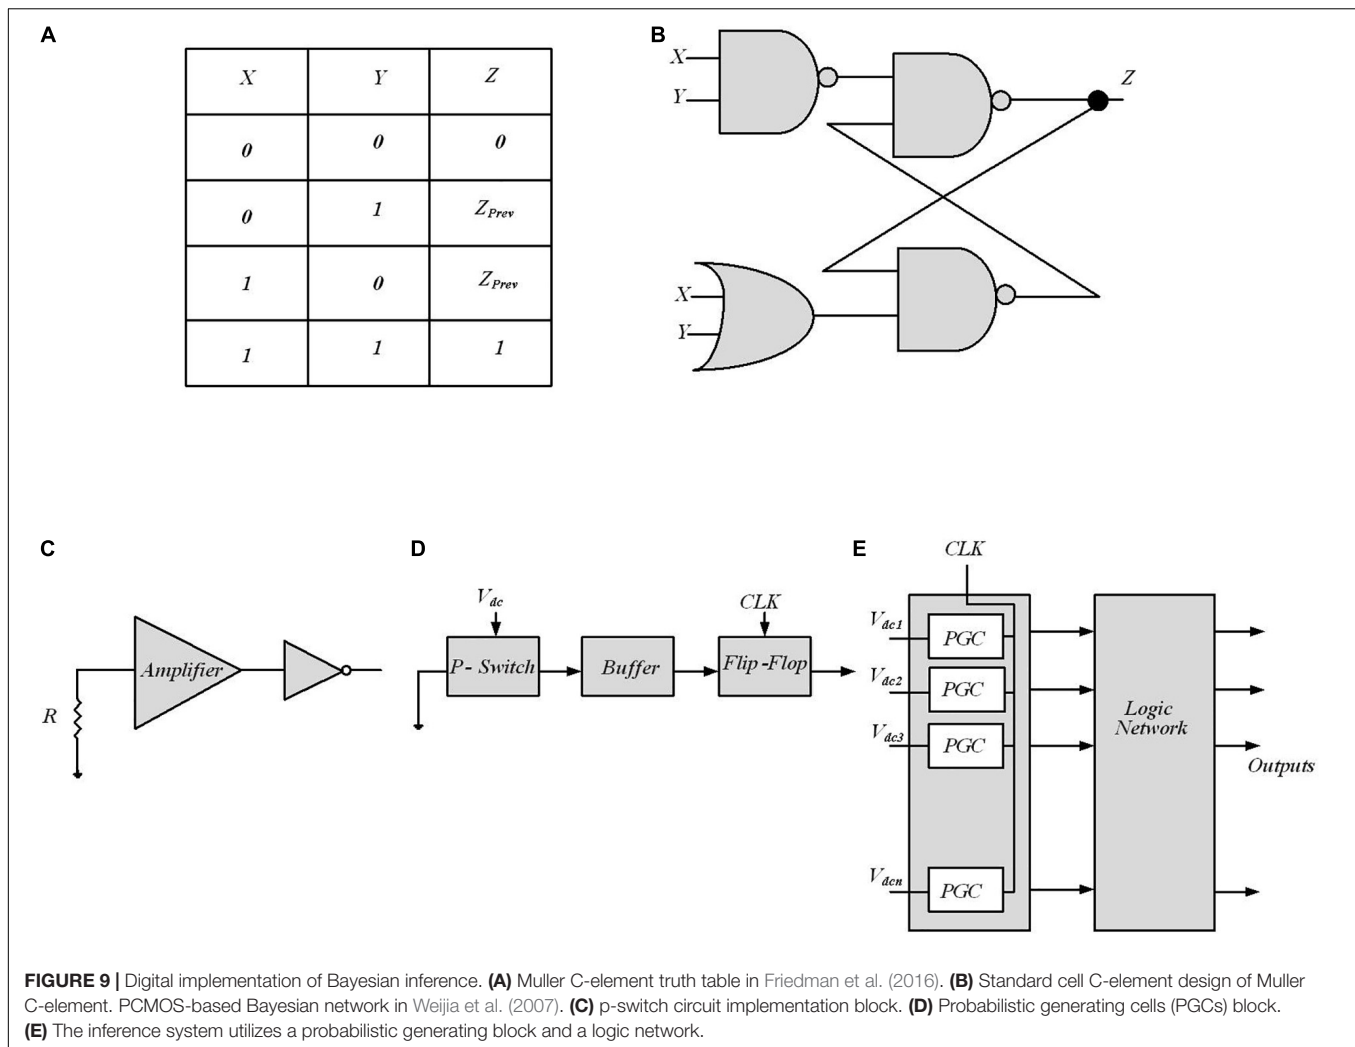 A
X Y Z
0 0 0
0 1 ZPrev
1 0 ZPrev
1 1 1
B
X
Y
Z
X
Y
C
Amplifier
R
D
Vdc
CLK
P- Switch
Buffer
Flip-Flop
E
CLK
Vdc1
PGC
Vdc2
PGC
Vdc3
PGC
Vdcn
PGC
Logic
Network
Outputs
FIGURE 9 | Digital implementation of Bayesian inference. (A) Muller C-element truth table in Friedman et al. (2016). (B) Standard cell C-element design of Muller
C-element. PCMOS-based Bayesian network in Weijia et al. (2007). (C) p-switch circuit implementation block. (D) Probabilistic generating cells (PGCs) block.
(E) The inference system utilizes a probabilistic generating block and a logic network.